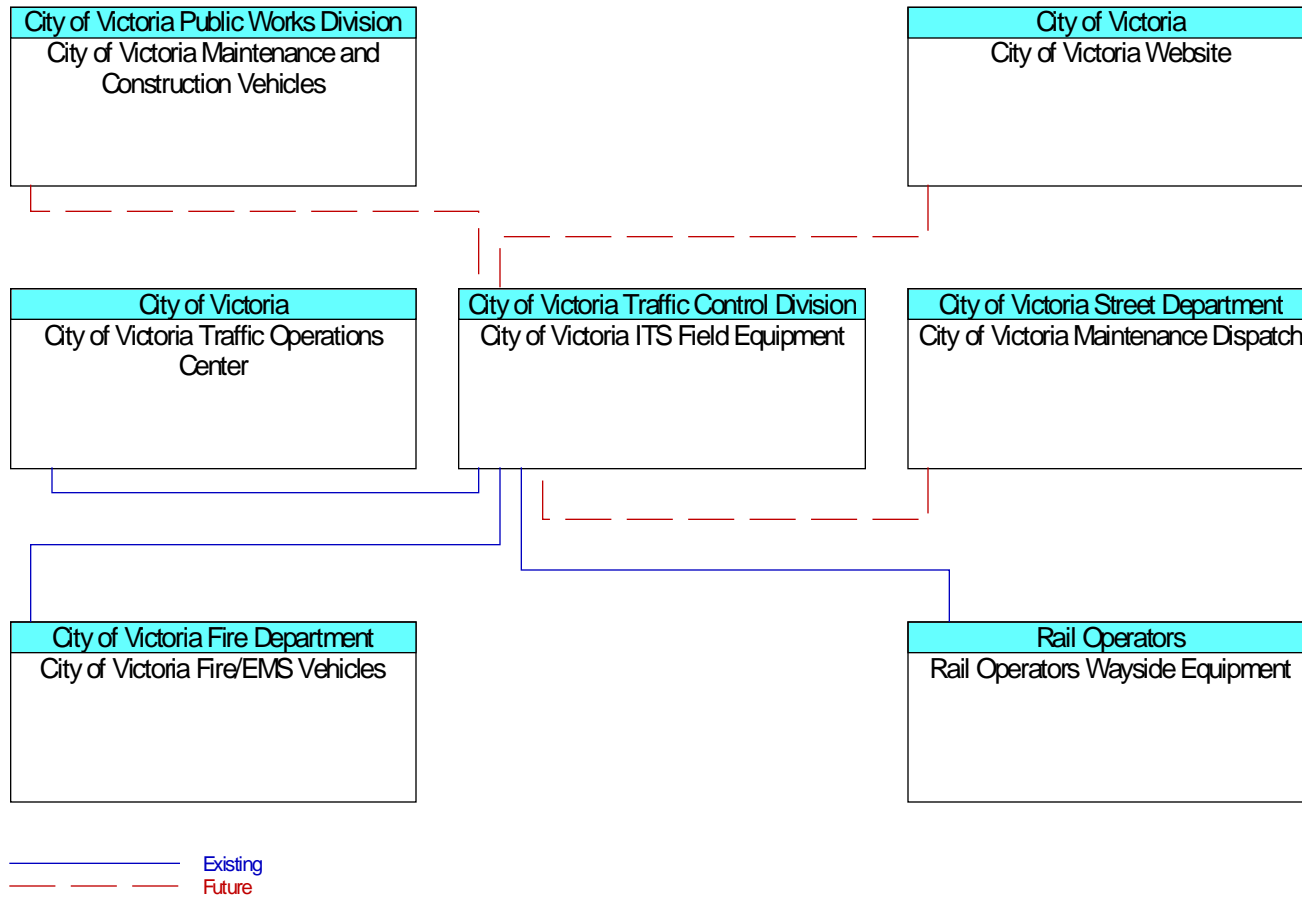 City of Victoria Public Works Division
City of Victoria Maintenance and
Construction Vehicles
City of Victoria
City of Victoria Website
City of Victoria
City of Victoria Traffic Operations
Center
City of Victoria Traffic Control Division
City of Victoria ITS Field Equipment
City of Victoria Street Department
City of Victoria Maintenance Dispatch
City of Victoria Fire Department
City of Victoria Fire/EMS Vehicles
Rail Operators
Rail Operators Wayside Equipment
Existing
Future